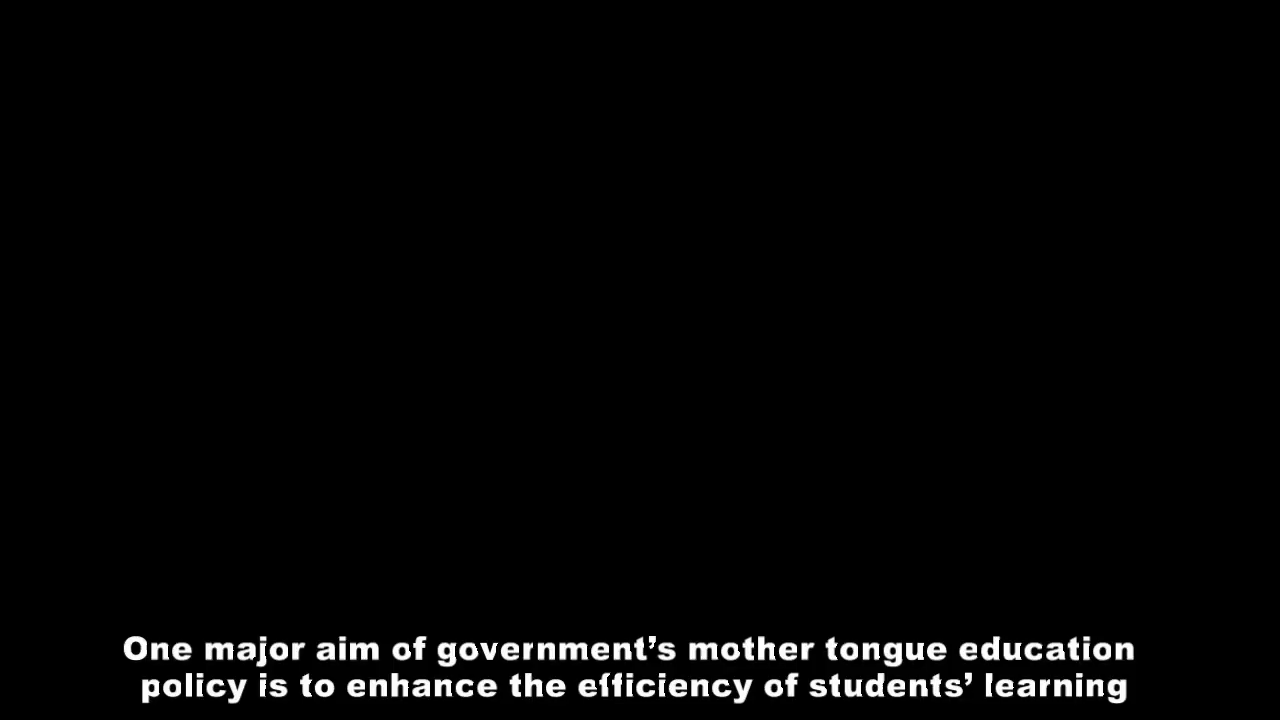 One major aim of government’s mother tongue education
policy is to enhance the efficiency of students’ learning